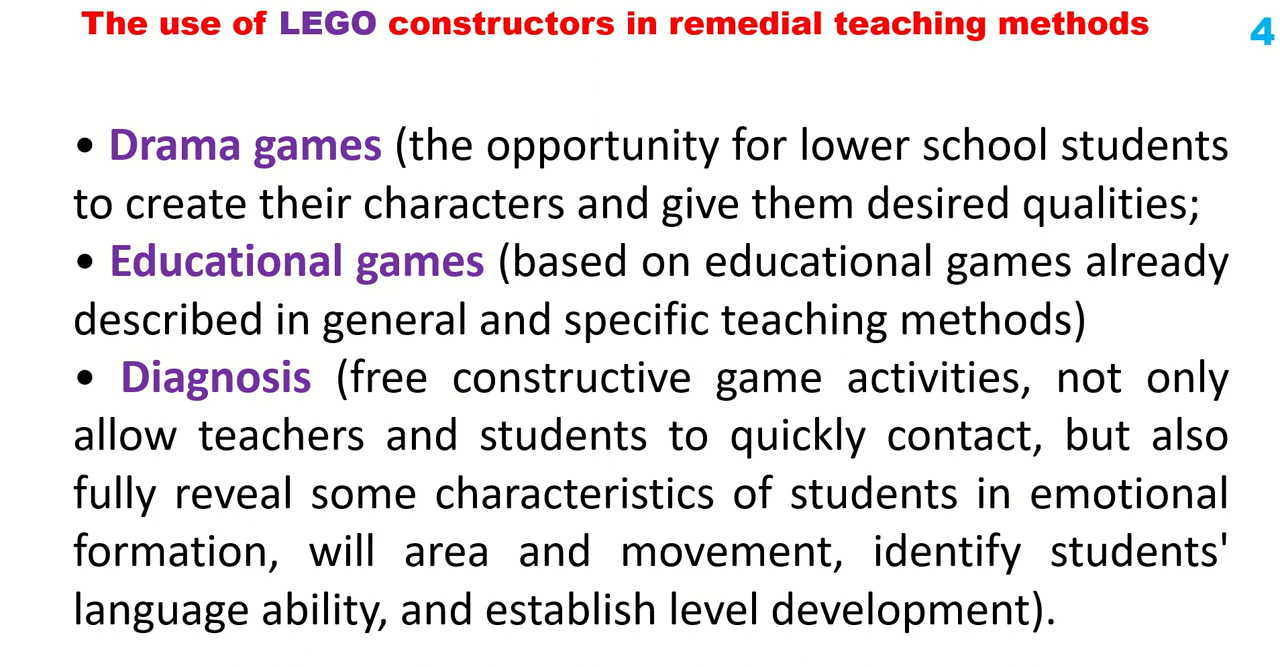 The use of LEGO constructors in remedial teaching methods
4
• Drama games (the opportunity for lower school students
to create their characters and give them desired qualities;
• Educational games (based on educational games already
described in general and specific teaching methods)
• Diagnosis (free constructive game activities, not only
allow teachers and students to quickly contact, but also
fully reveal some characteristics of students in emotional
formation, will area and movement, identify students'
language ability, and establish level development).